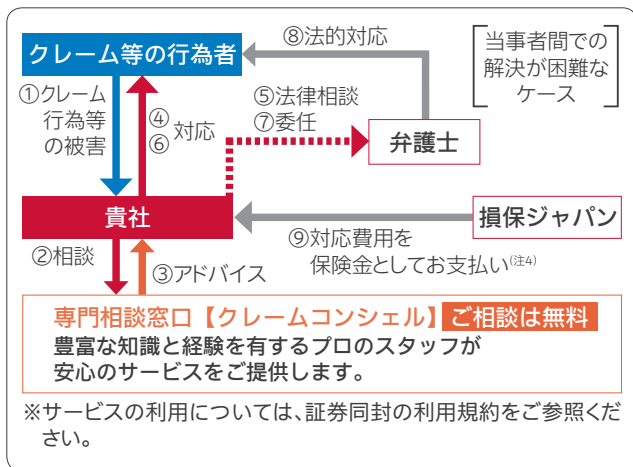 ⑧法的対応
当事者間での
解決が困難な
ケース
クレーム等の行為者
①クレーム
行為等
の被害
④
⑥
対応
⑤法律相談
⑦委任
弁護士
貴社
損保ジャパン
②相談
③アドバイス
⑨対応費用を
保険金としてお支払い(注4)
専門相談窓口【クレームコンシェル】 ご相談は無料
豊富な知識と経験を有するプロのスタッフが
安心のサービスをご提供します。
※サービスの利用については、証券同封の利用規約をご参照くだ
さい。